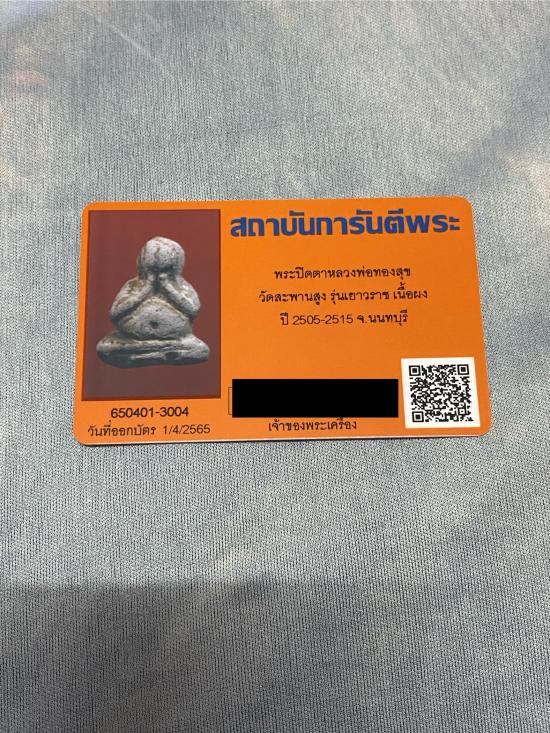 สถาบันการันตีพระ
พระปิดตาหลวงพ่อทองสุข
วัดสะพานสูง รุ่นเยาวราช เนื้อผง
ปี 2505-2515 จ.นนทบุรี
650401-3004
วันที่ออกบัตร 1/4/2565
เจ้าของพระเครื่อง